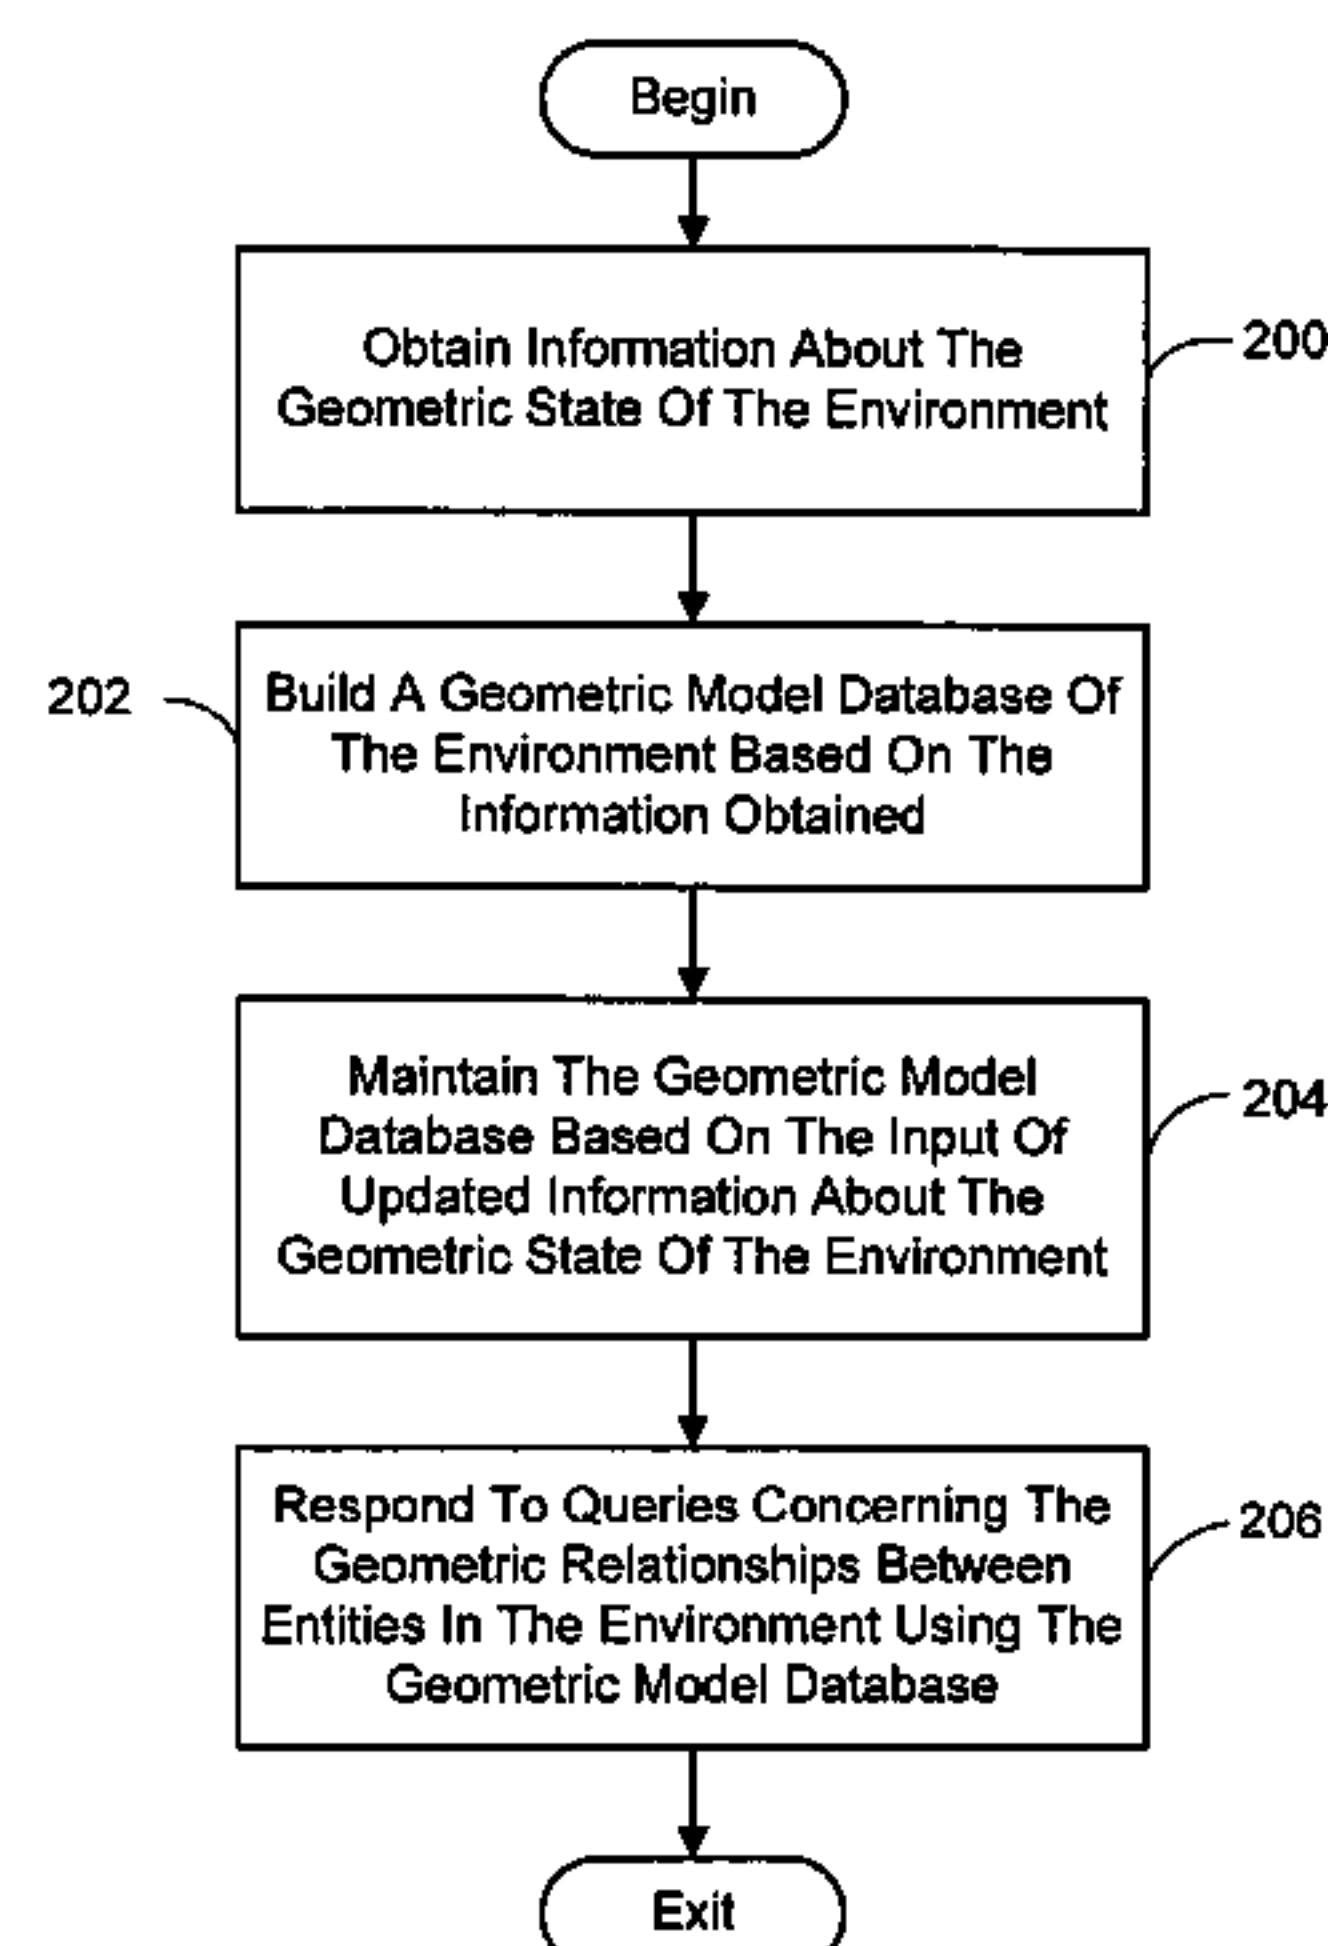 Begin
Obtain Information About The
Geometric State Of The Environment
200
202
Build A Geometric Model Database Of
The Environment Based On The
Information Obtained
Maintain The Geometric Model
Database Based On The Input Of
Updated Information About The
Geometric State Of The Environment
204
Respond To Queries Concerning The
Geometric Relationships Between
Entities In The Environment Using The
Geometric Model Database
206
Exit